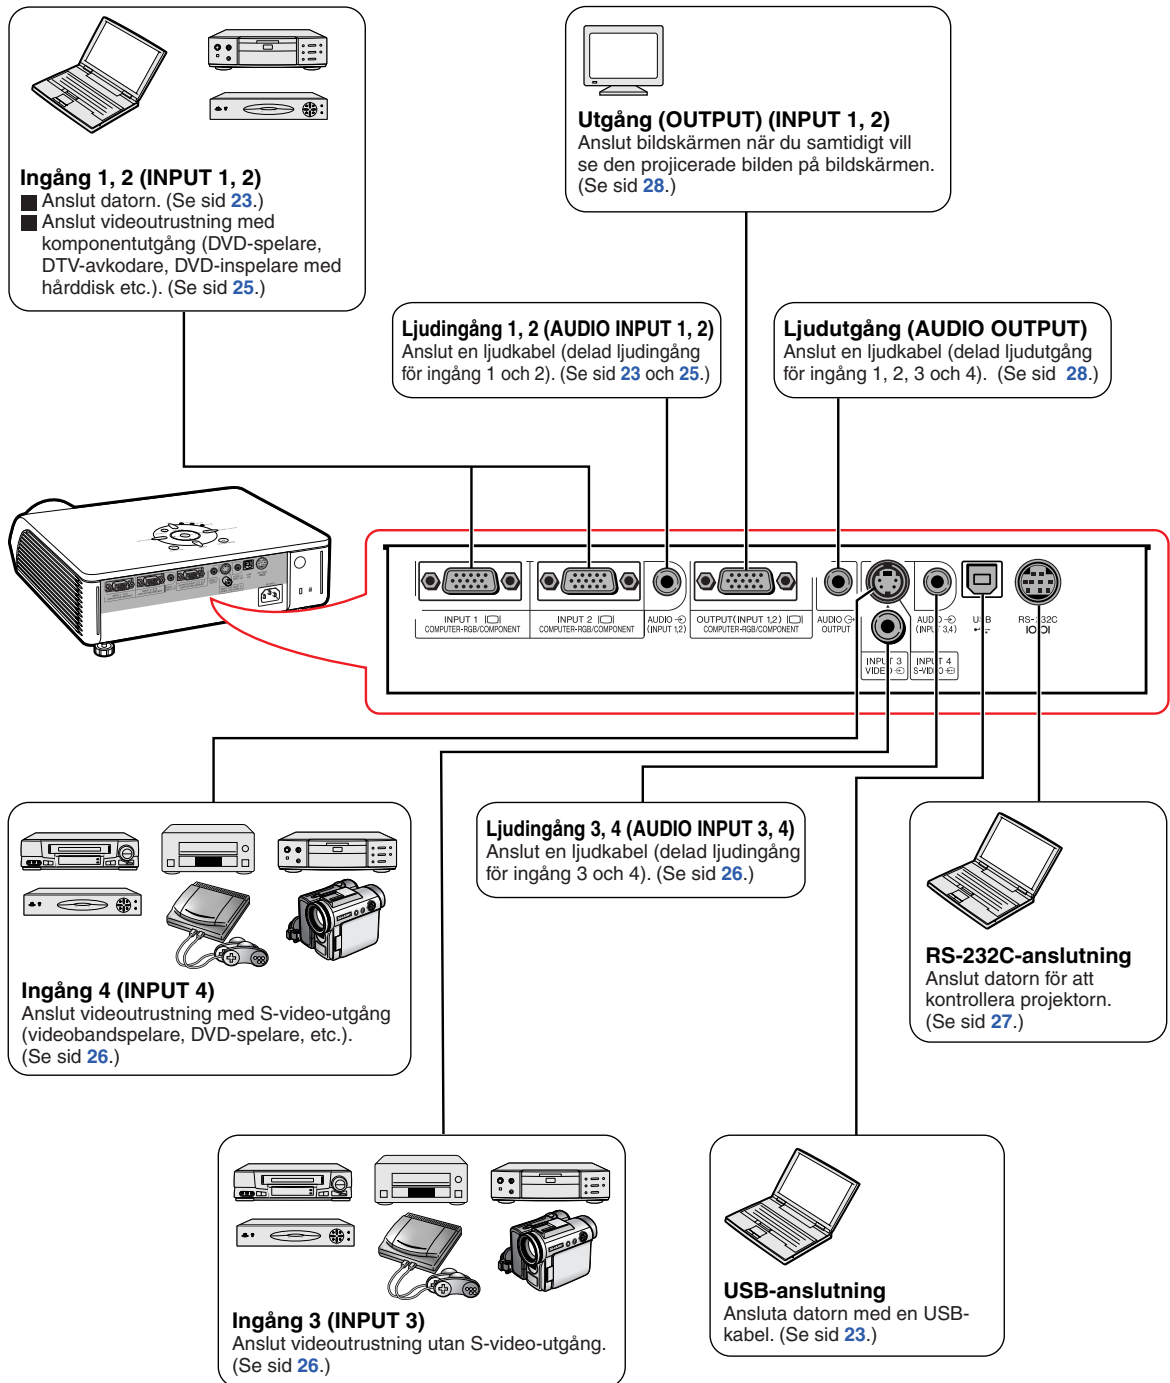 Ingång 1, 2 (INPUT 1, 2)
■ Anslut datorn. (Se sid 23.)
■ Anslut videoutrustning med
komponentutgång (DVD-spelare,
DTV-avkodare, DVD-inspelare med
hårddisk etc.). (Se sid 25.)
Utgång (OUTPUT) (INPUT 1, 2)
Anslut bildskärmen när du samtidigt vill
se den projicerade bilden på bildskärmen.
(Se sid 28.)
Ljudingång 1, 2 (AUDIO INPUT 1, 2)
Anslut en ljudkabel (delad ljudingång
för ingång 1 och 2). (Se sid 23 och 25.)
Ljudutgång (AUDIO OUTPUT)
Anslut en ljudkabel (delad ljudutgång
för ingång 1, 2, 3 och 4). (Se sid 28.)
INPUT 1
COMPUTER-RGB/COMPONENT
INPUT 2
COMPUTER-RGB/COMPONENT
AUDIO
(INPUT 1,2)
OUTPUT(INPUT 1,2)
COMPUTER-RGB/COMPONENT
AUDIO
OUTPUT
AUDIO
(INPUT 3,4)
USB
RS-232C
INPUT 3
VIDEO
INPUT 4
S-VIDEO
Ljudingång 3, 4 (AUDIO INPUT 3, 4)
Anslut en ljudkabel (delad ljudingång
för ingång 3 och 4). (Se sid 26.)
Ingång 4 (INPUT 4)
Anslut videoutrustning med S-video-utgång
(videobandspelare, DVD-spelare, etc.).
(Se sid 26.)
RS-232C-anslutning
Anslut datorn för att
kontrollera projektorn.
(Se sid 27.)
Ingång 3 (INPUT 3)
Anslut videoutrustning utan S-video-utgång.
(Se sid 26.)
USB-anslutning
Ansluta datorn med en USB-
kabel. (Se sid 23.)